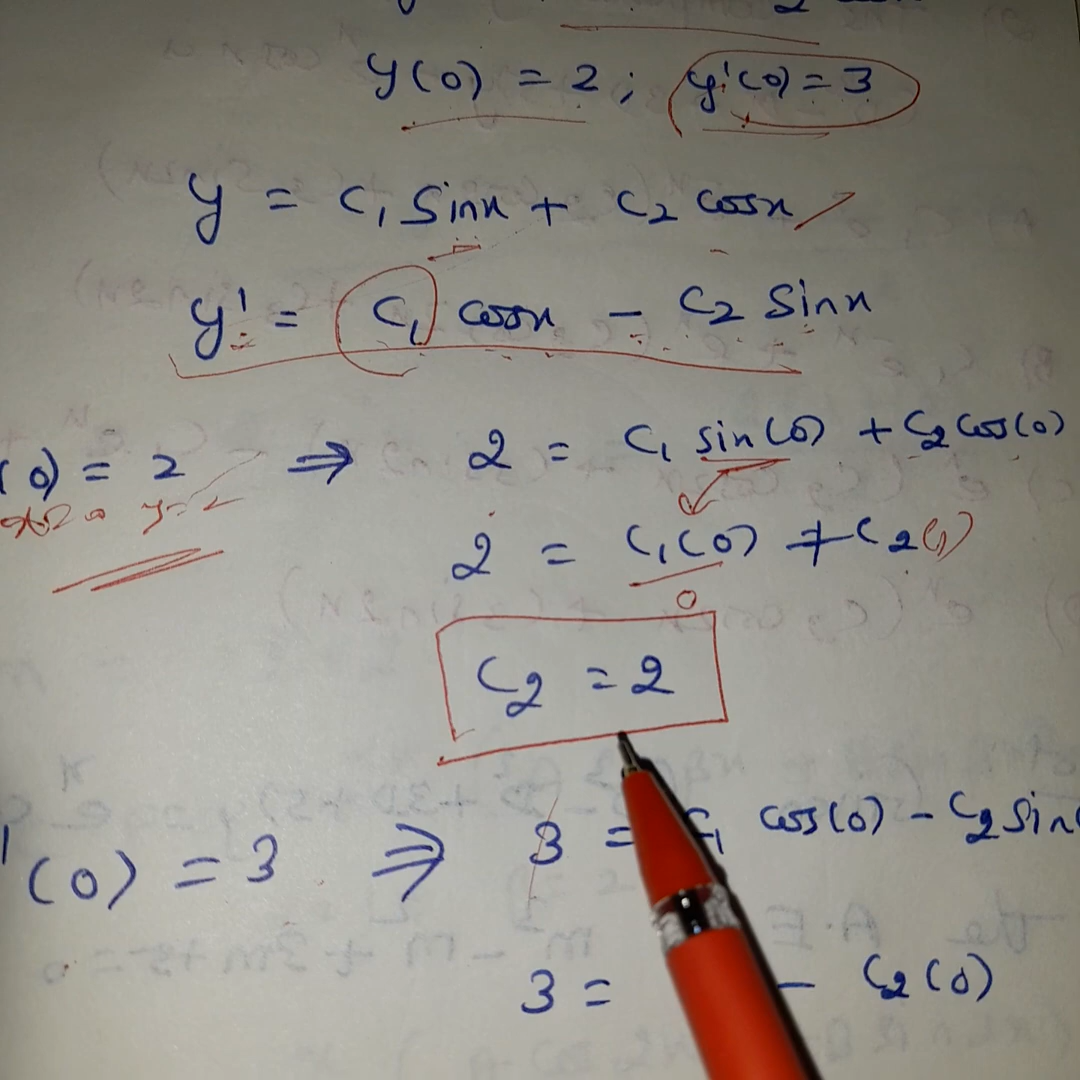 y(0) = 2 ; y'(0) = 3
y = C1 Sinx + C2 cosx
y' = C1 cosx - C2 Sinx
(0) = 2 ⇒ 2 = C1 sin(0) + C2 cos(0)
y=2
2 = C1(0) + C2(1)
0
C2 = 2
'(0) = 3 ⇒ 3 = C1 cos(0) - C2 Sin(
3 = - C2 (0)